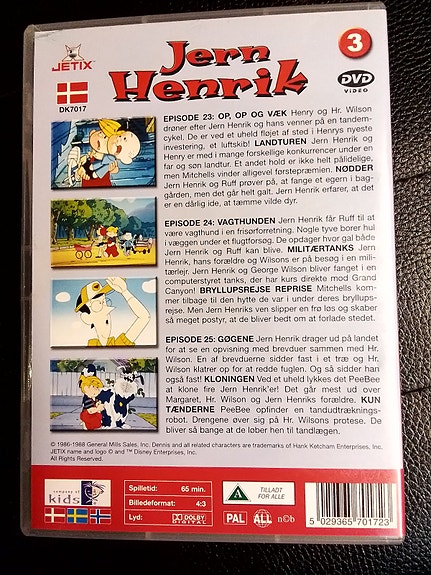 JETIX
Jern
Henrik
3
DVD
VIDEO
DK7017
EPISODE 23: OP, OP OG VÆK Henry og Hr. Wilson
drøner efter Jern Henrik og hans venner på en tandem-
cykel. De er ved et uheld fløjet af sted i Henrys nyeste
investering, et luftskib! LANDTUREN Jern Henrik og
Henry er med i mange forskellige konkurrencer under en
far og søn landtur. Et andet hold er ikke helt pålidelige,
men Mitchells vinder alligevel førstepræmien. NØDDER
Jern Henrik og Ruff prøver på, at fange et egern i bag-
gården, men det går helt galt. Jern Henrik erfarer, at det
er en dårlig ide, at tæmme vilde dyr.
EPISODE 24: VAGTHUNDEN Jern Henrik får Ruff til at
være vagthund i en frisørforretning. Nogle tyve borer hul
i væggen under et flugtforsøg. De opdager hvor gal både
Jern Henrik og Ruff kan blive. MILITÆRTANKS Jern
Henrik, hans forældre og Wilsons er på besøg i en mili-
tærlejr. Jern Henrik og George Wilson bliver fanget i en
computerstyret tanks, der har kurs direkte mod Grand
Canyon! BRYLLUPSREJSE REPRISE Mitchells kom-
mer tilbage til den hytte de var i under deres bryllups-
rejse. Men Jern Henriks ven slipper en frø løs og skaber
så meget postyr, at de bliver bedt om at forlade stedet.
EPISODE 25: GØGENE Jern Henrik drager ud på landet
for at se en opvisning med brevduer sammen med Hr.
Wilson. En af brevduerne sidder fast i et træ og Hr.
Wilson klatrer op for at redde fuglen. Og så sidder han
også fast! KLONINGEN Ved et uheld lykkes det PeeBee
at klone fire Jern Henrik'er! Det går mest ud over
Margaret, Hr. Wilson og Jern Henriks forældre. KUN
TÆNDERNE PeeBee opfinder en tandudtræknings-
robot. Drengene øver sig på Hr. Wilsons protese. De
bliver så bange at de løber hen til tandlægen.
© 1986-1988 General Mills Sales, Inc. Dennis and all related characters are trademarks of Hank Ketcham Enterprises, Inc.
JETIX name and logo © and ™ Disney Enterprises, Inc.
All Rights Reserved.
company of
kids
Spilletid: 65 min.
Billedeformat: 4:3
Lyd: DOLBY
DIGITAL
A
TILLADT
FOR ALLE
PAL
ALL
n©b
5 029365 701723